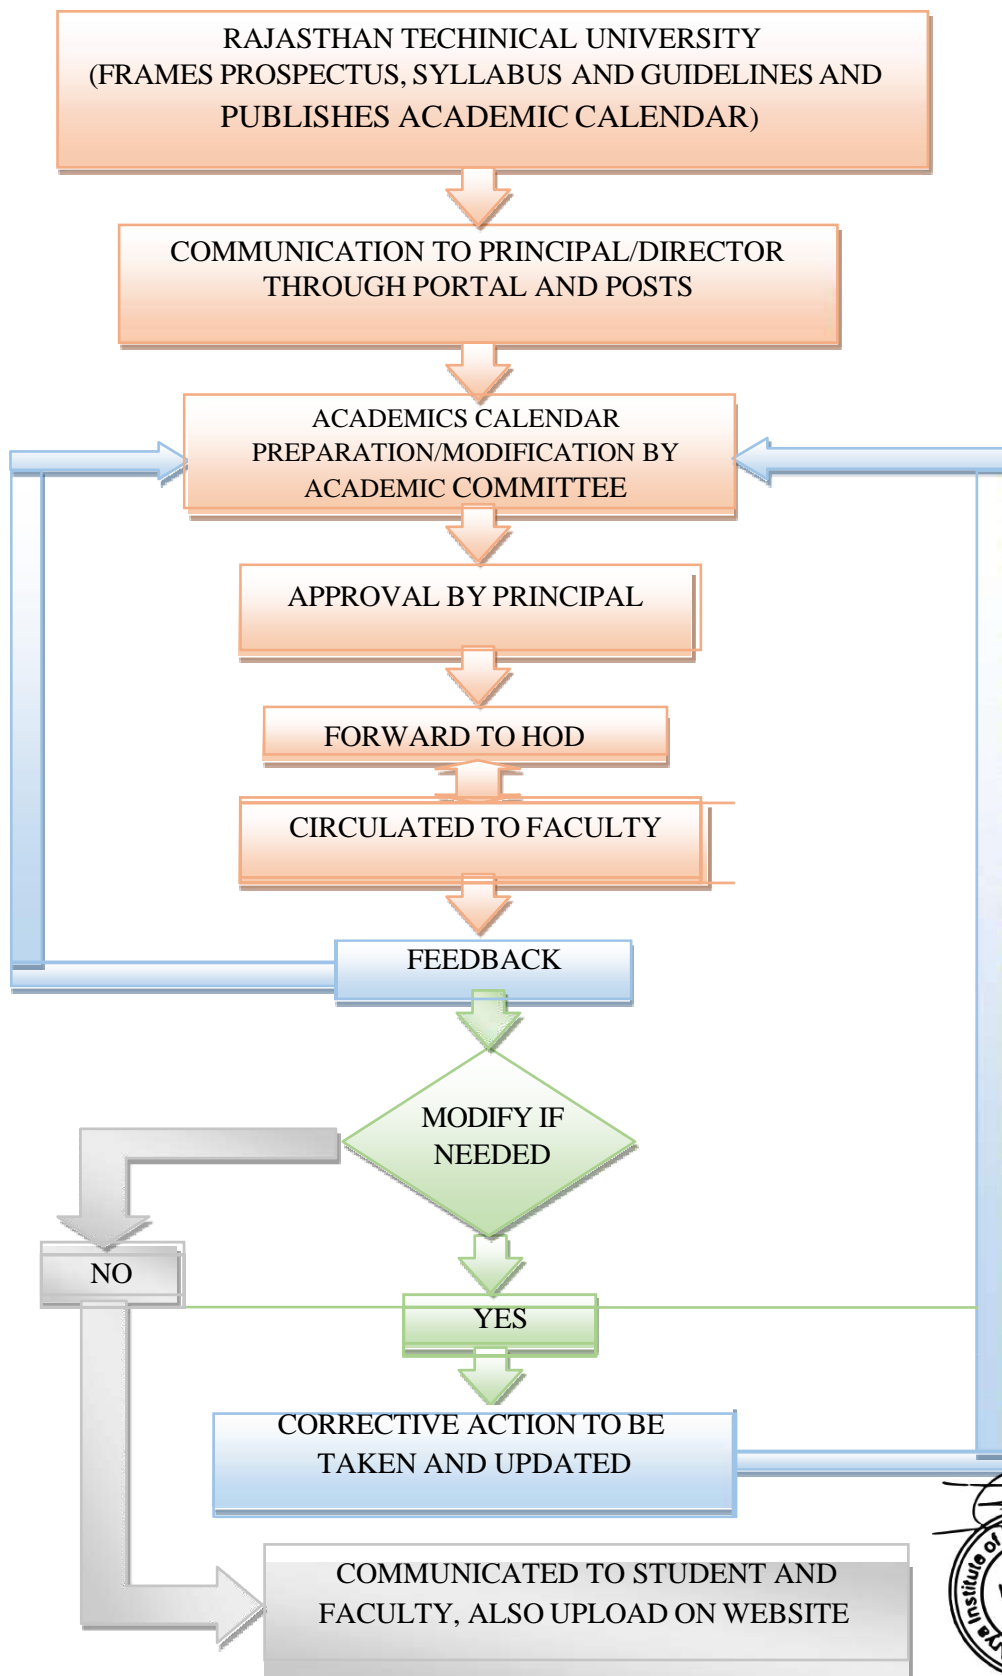 RAJASTHAN TECHINICAL UNIVERSITY
(FRAMES PROSPECTUS, SYLLABUS AND GUIDELINES AND
PUBLISHES ACADEMIC CALENDAR)
COMMUNICATION TO PRINCIPAL/DIRECTOR
THROUGH PORTAL AND POSTS
ACADEMICS CALENDAR
PREPARATION/MODIFICATION BY
ACADEMIC COMMITTEE
APPROVAL BY PRINCIPAL
FORWARD TO HOD
CIRCULATED TO FACULTY
FEEDBACK
MODIFY IF
NEEDED
NO
YES
CORRECTIVE ACTION TO BE
TAKEN AND UPDATED
COMMUNICATED TO STUDENT AND
FACULTY, ALSO UPLOAD ON WEBSITE
Institute of